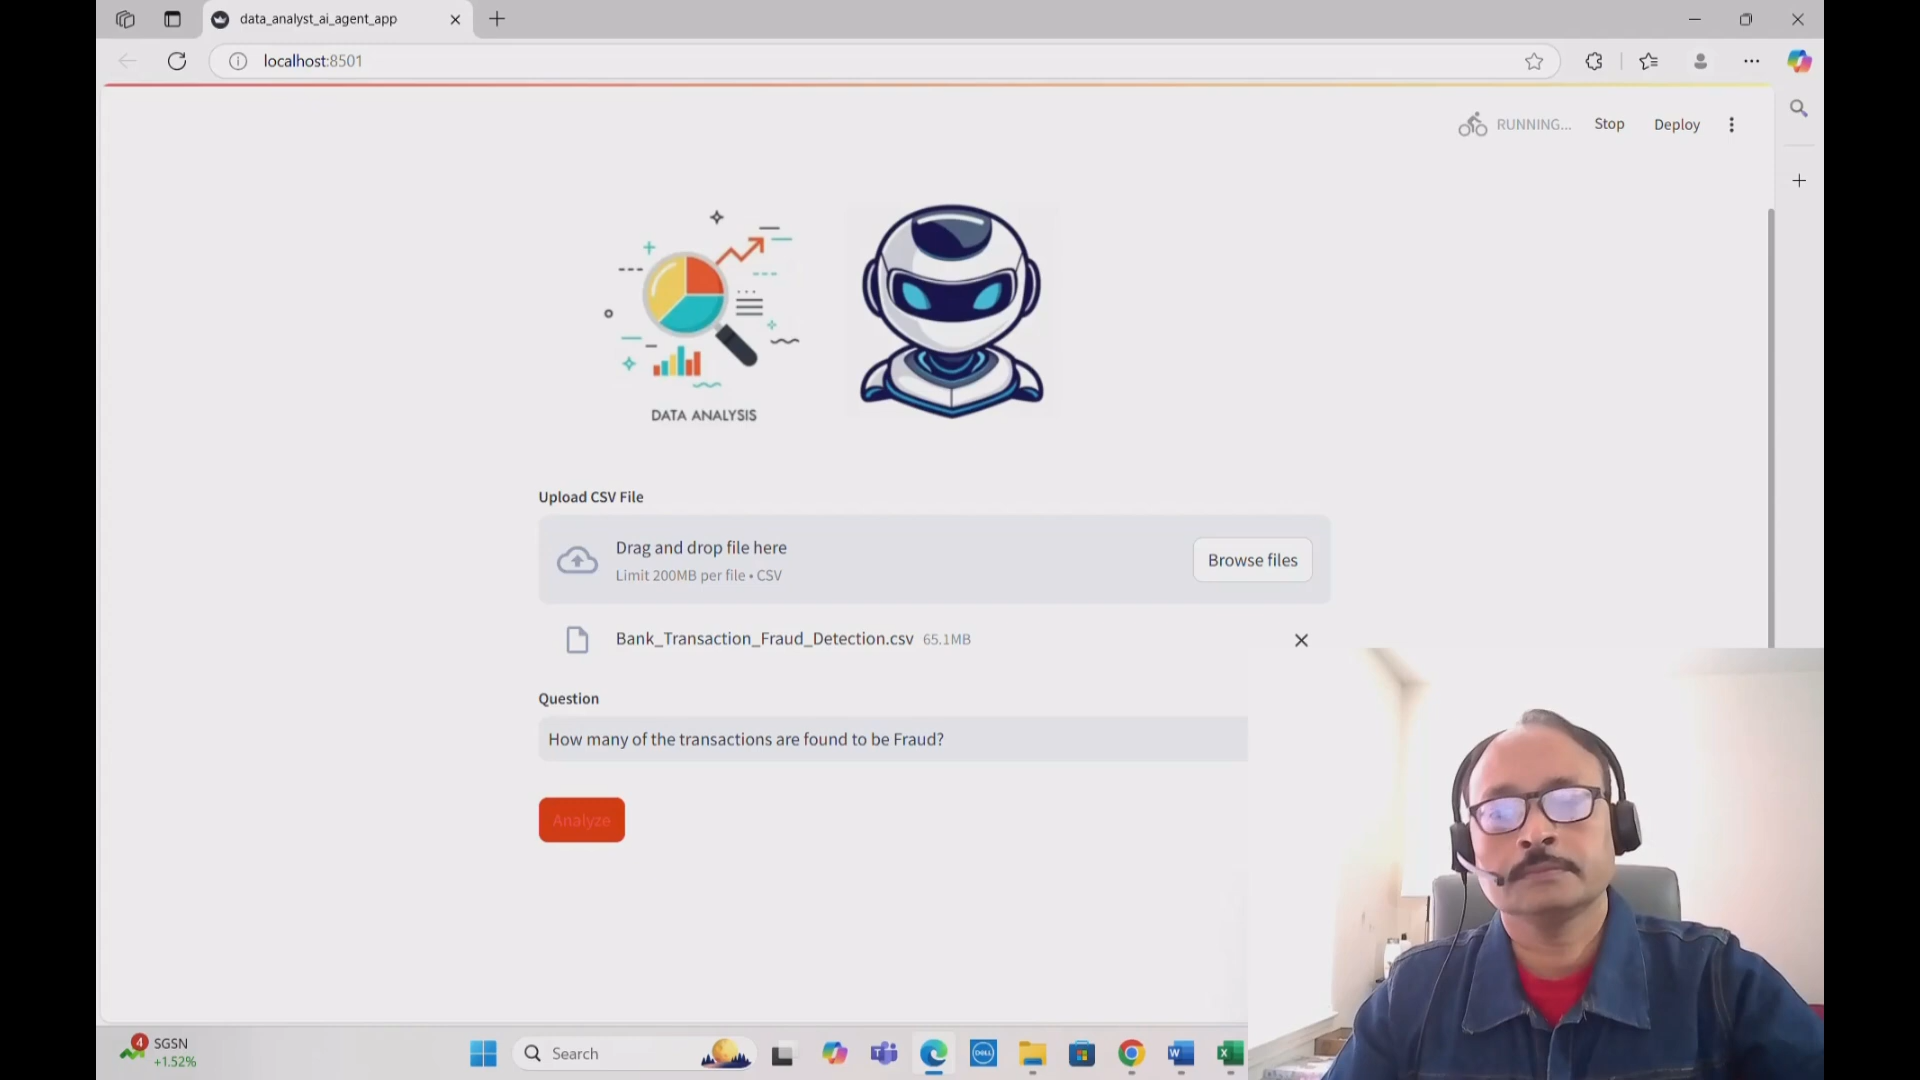 data_analyst_ai_agent_app
localhost:8501
RUNNING...
Stop
Deploy
DATA ANALYSIS
Upload CSV File
Drag and drop file here
Limit 200MB per file • CSV
Browse files
Bank_Transaction_Fraud_Detection.csv 65.1MB
Question
How many of the transactions are found to be Fraud?
Analyze
4
SGSN
+1.52%
Search
DELL